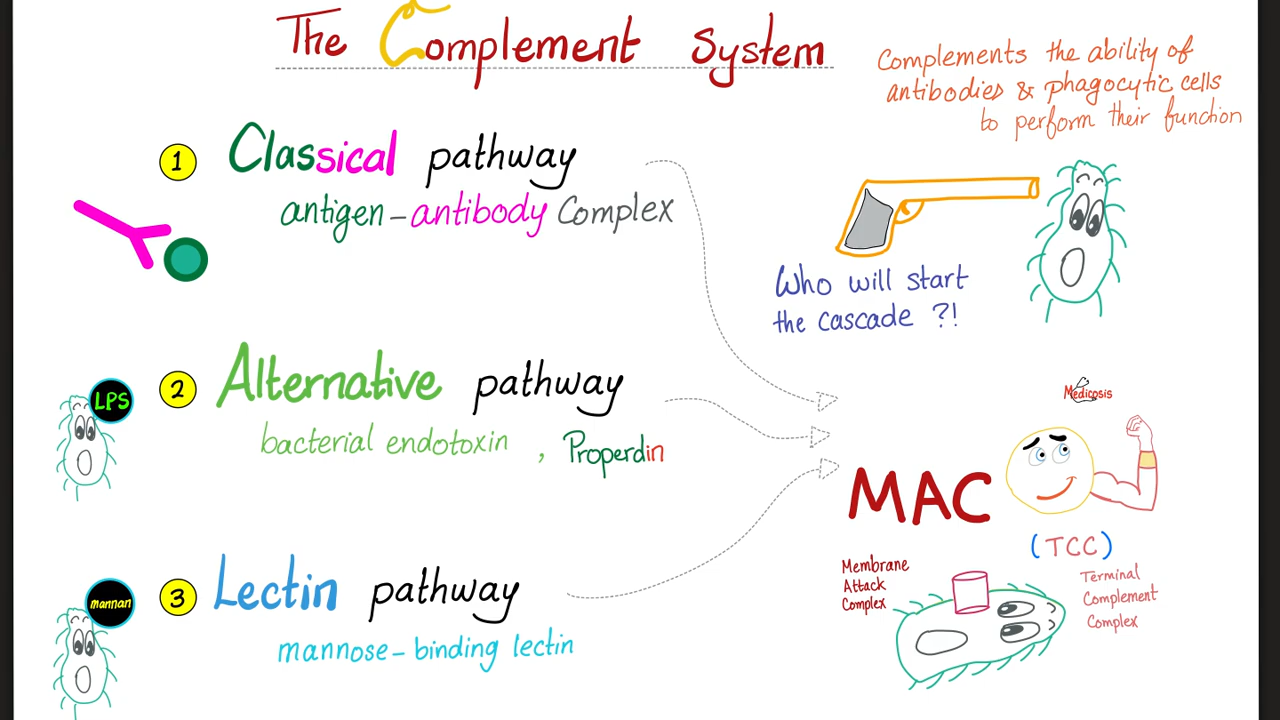 The Complement System
Complements the ability of
antibodies & phagocytic cells
to perform their function
1 Classical pathway
antigen – antibody Complex
Who will start
the cascade ?!
LPS
2 Alternative pathway
bacterial endotoxin , Properdin
Medicosis
MAC
(TCC)
Membrane
Attack
Complex
Terminal
Complement
Complex
mannan
3 Lectin pathway
mannose – binding lectin